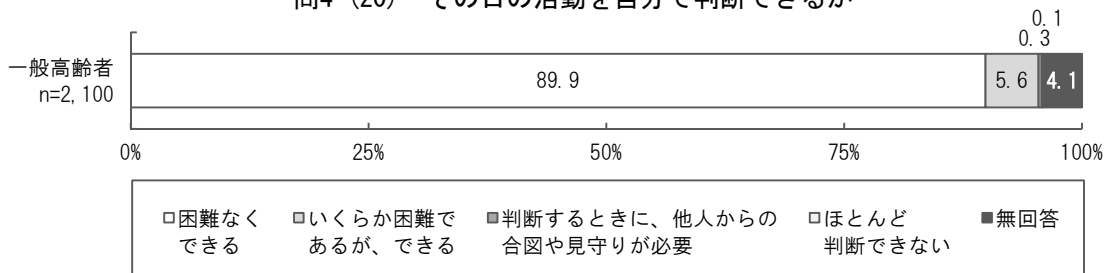 問4 (20) その日の活動を自分で判断できるか
0.1
0.3
一般高齢者
n=2,100
89.9
5.6
4.1
0%
25%
50%
75%
100%
□困難なく
できる
□いくらか困難で
あるが、できる
■判断するときに、他人からの
合図や見守りが必要
□ほとんど
判断できない
■無回答